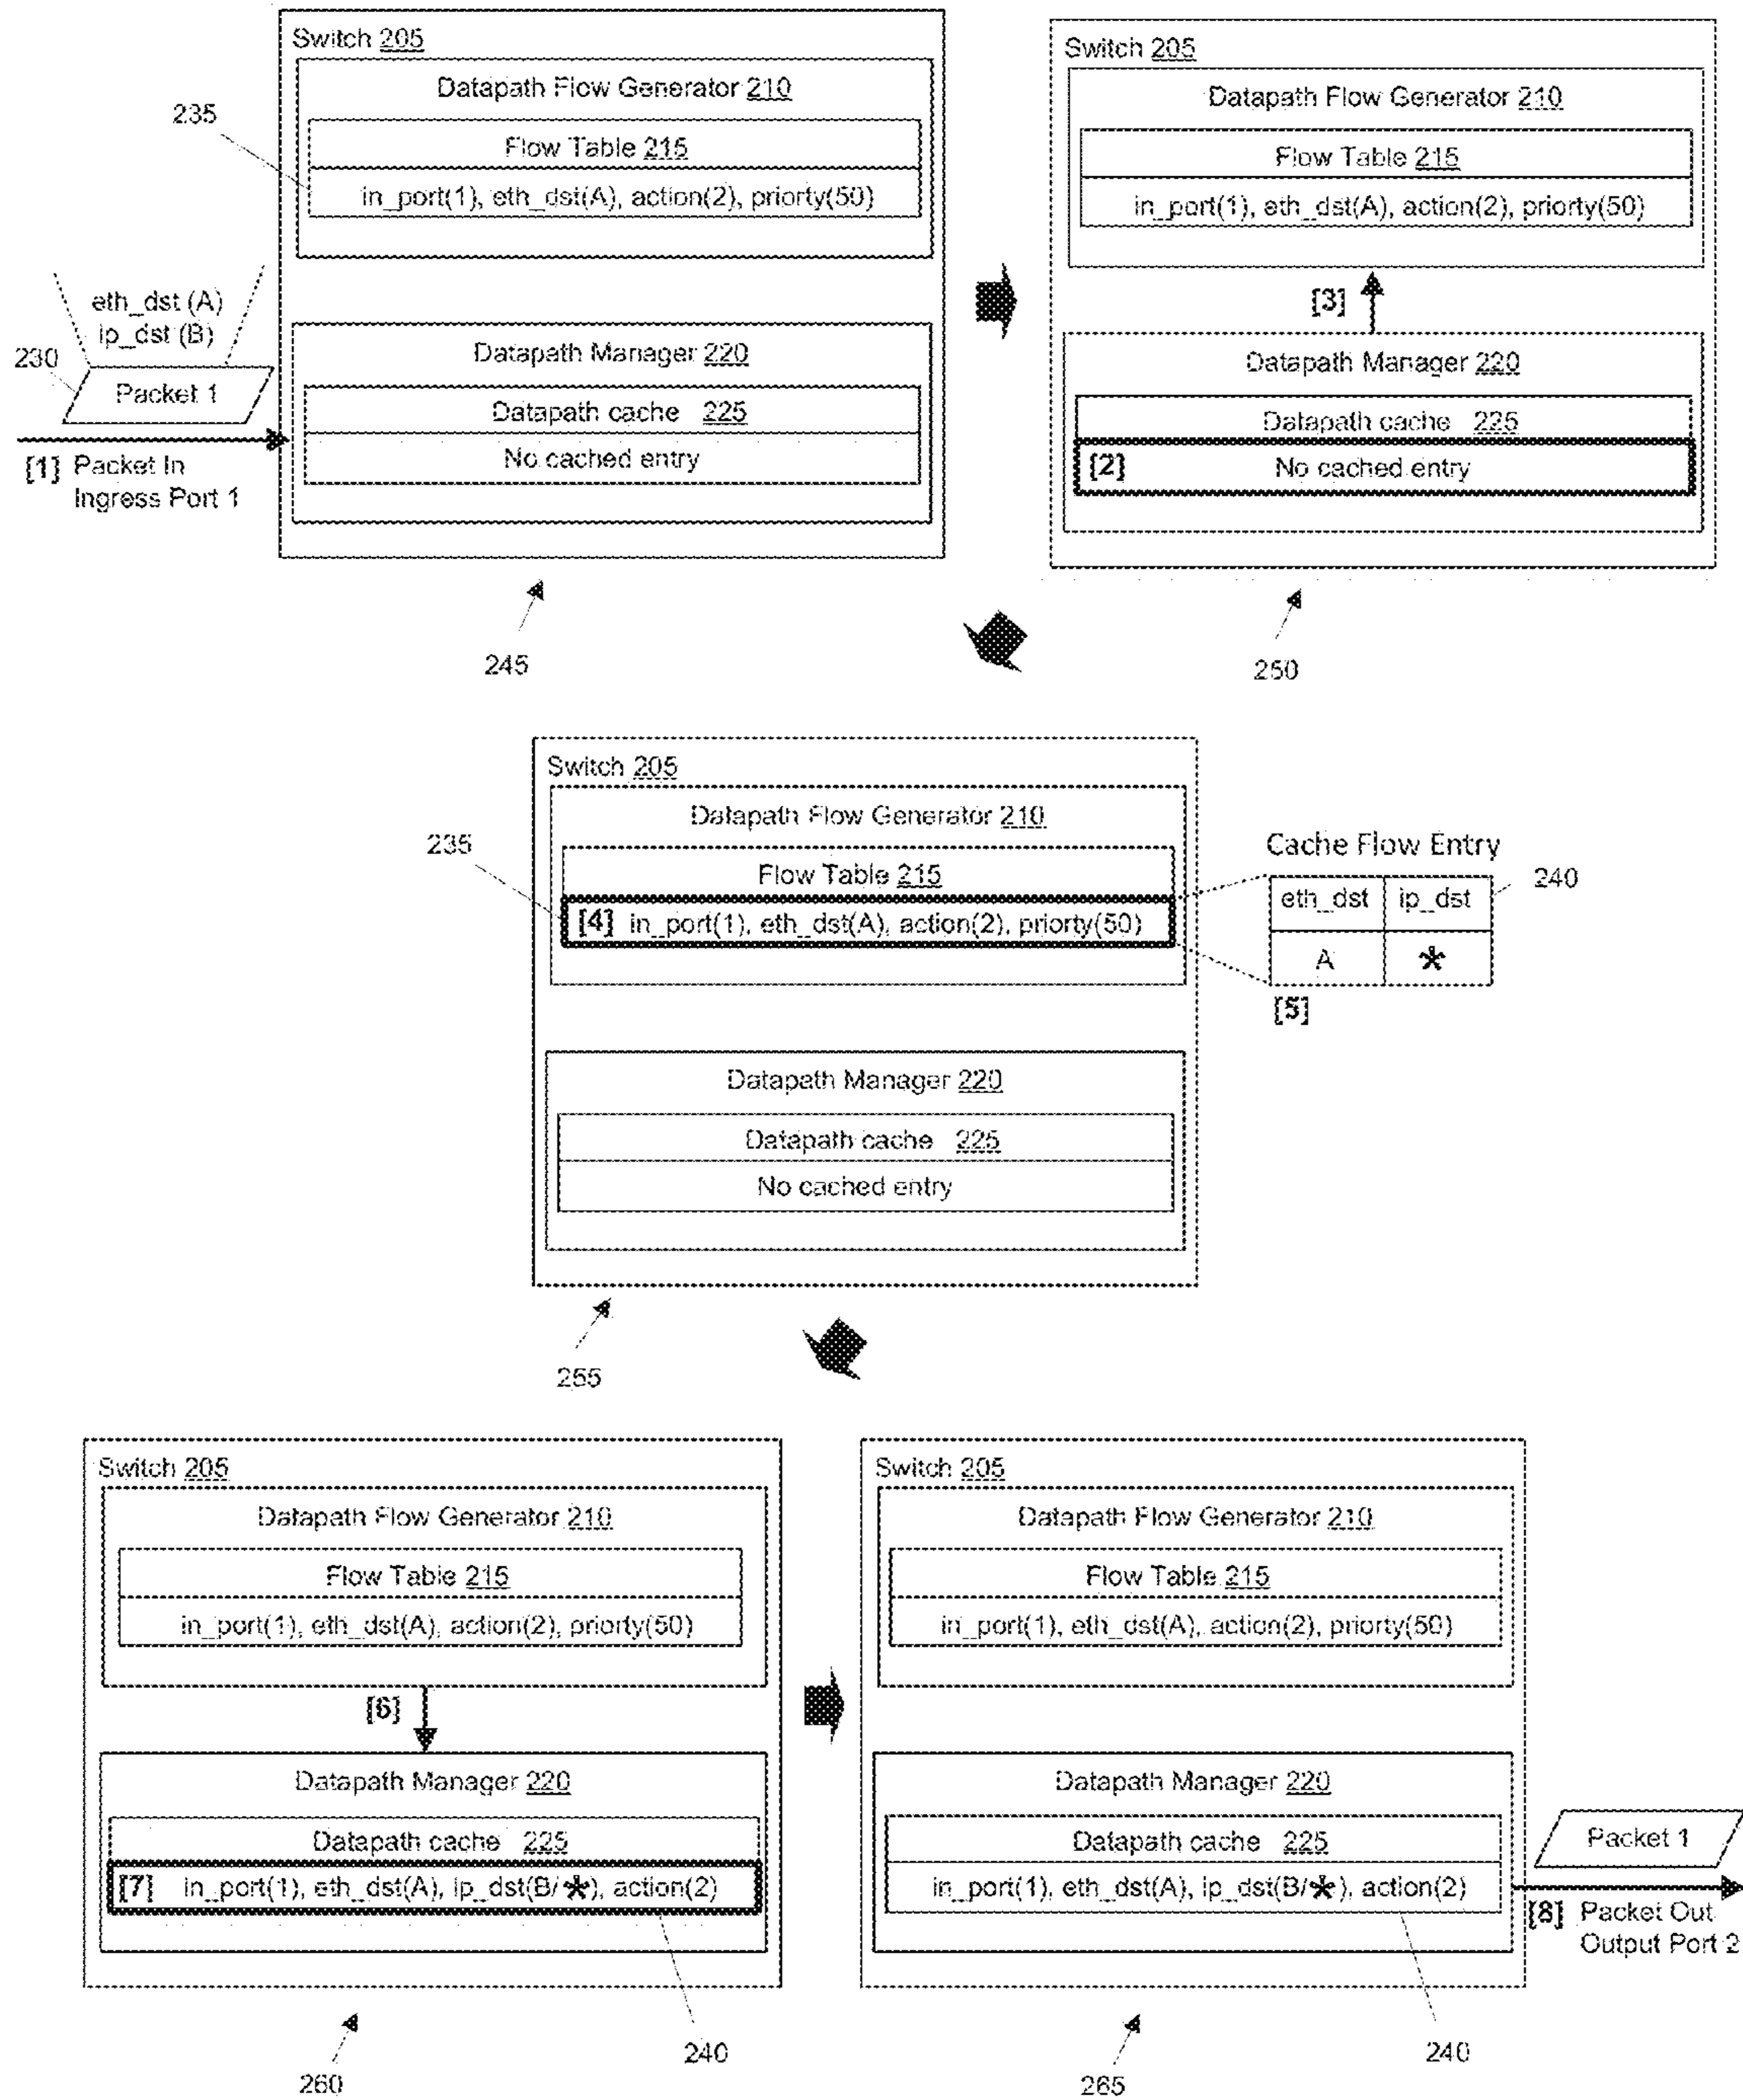 Switch 205
Datapath Flow Generator 210
235
Flow Table 215
in_port(1), eth_dst(A), action(2), priorty(50)
eth_dst (A)
ip_dst (B)
230
Packet 1
[1] Packet In
Ingress Port 1
Datapath Manager 220
Datapath cache 225
No cached entry
245
Switch 205
Datapath Flow Generator 210
Flow Table 215
in_port(1), eth_dst(A), action(2), priorty(50)
[3]
Datapath Manager 220
Datapath cache 225
[2] No cached entry
250
Switch 205
Datapath Flow Generator 210
235
Flow Table 215
[4] in_port(1), eth_dst(A), action(2), priorty(50)
Cache Flow Entry
240
eth_dst ip_dst
A *
[5]
Datapath Manager 220
Datapath cache 225
No cached entry
255
Switch 205
Datapath Flow Generator 210
Flow Table 215
in_port(1), eth_dst(A), action(2), priorty(50)
[6]
Datapath Manager 220
Datapath cache 225
[7] in_port(1), eth_dst(A), ip_dst(B/*), action(2)
240
260
Switch 205
Datapath Flow Generator 210
Flow Table 215
in_port(1), eth_dst(A), action(2), priorty(50)
Datapath Manager 220
Datapath cache 225
in_port(1), eth_dst(A), ip_dst(B/*), action(2)
Packet 1
[8] Packet Out
Output Port 2
240
265